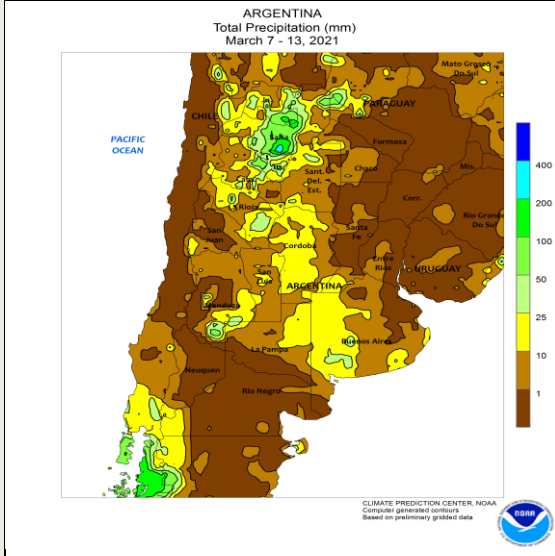 ARGENTINA
Total Precipitation (mm)
March 7 - 13, 2021
Mato Grosso
Do Sul
PARAGUAY
CHILE
PACIFIC
OCEAN
Salta
Formosa
Chaco
Mis.
Sant.
Del.
Est.
Corr.
Rioja
Rio Grande
Do Sul
San
Juan
Santa
Fe
Cordoba
Entre
Rios
URUGUAY
San
Luis
ARGENTINA
Mendoza
Buenos Aires
La Pampa
Neuquen
Rio Negro
400
200
100
50
25
10
1
CLIMATE PREDICTION CENTER, NOAA
Computer generated contours
Based on preliminary gridded data
NOAA